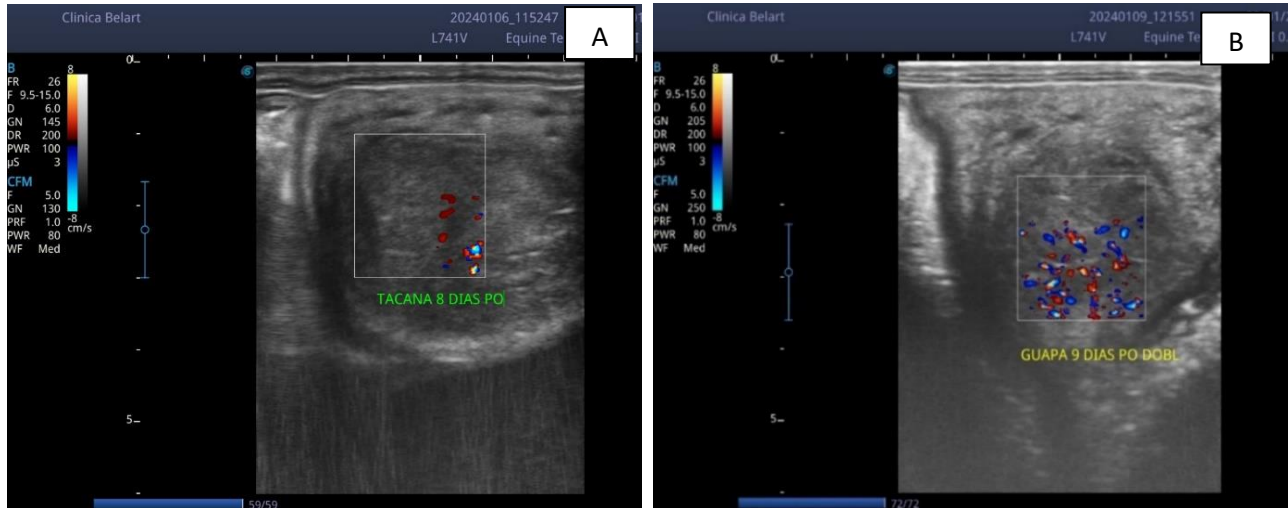 Clinica Belart
20240106_115247
L741V
A
B
FR 26
F 9.5-15.0
D 6.0
GN 145
DR 200
PWR 100
µS 3
CFM
F 5.0
GN 130
PRF 1.0
PWR 80
WF Med
8
-8
cm/s
0
5
TACANA 8 DIAS PO
59/59
Clinica Belart
20240109_121551
L741V
B
B
FR 26
F 9.5-15.0
D 6.0
GN 205
DR 200
PWR 100
µS 3
CFM
F 5.0
GN 250
PRF 1.0
PWR 80
WF Med
8
-8
cm/s
0
5
GUAPA 9 DIAS PO DOBL
72/72